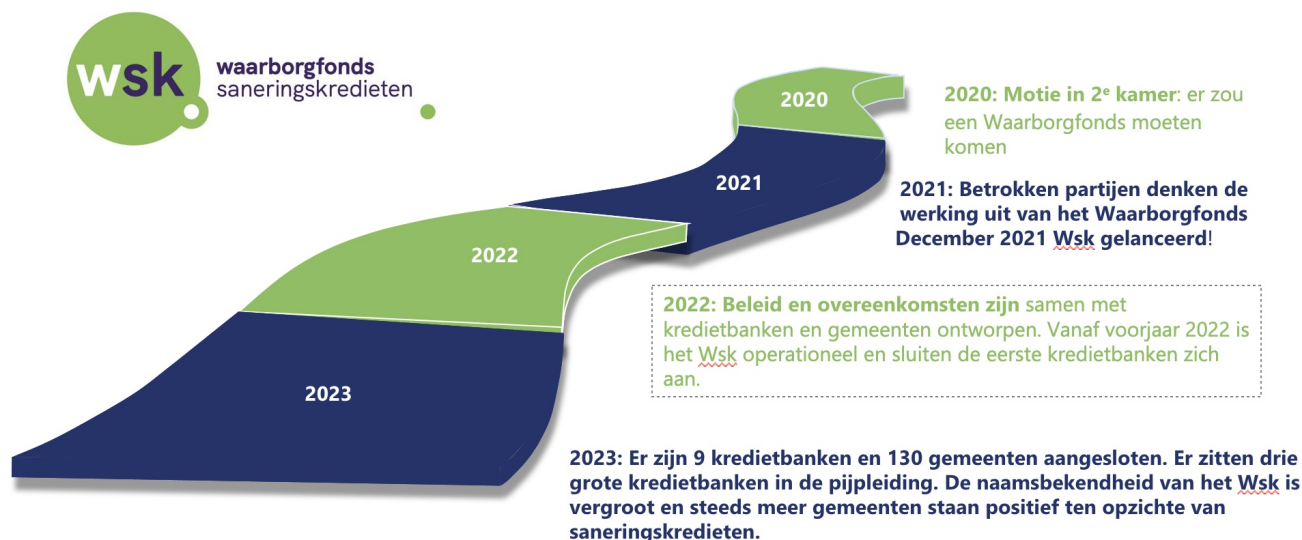 wsk
waarborgfonds
saneringskredieten
2020
2020: Motie in 2e kamer: er zou
een Waarborgfonds moeten
komen
2021
2021: Betrokken partijen denken de
werking uit van het Waarborgfonds
December 2021 Wsk gelanceerd!
2022
2022: Beleid en overeenkomsten zijn samen met
kredietbanken en gemeenten ontworpen. Vanaf voorjaar 2022 is
het Wsk operationeel en sluiten de eerste kredietbanken zich
aan.
2023
2023: Er zijn 9 kredietbanken en 130 gemeenten aangesloten. Er zitten drie
grote kredietbanken in de pijpleiding. De naamsbekendheid van het Wsk is
vergroot en steeds meer gemeenten staan positief ten opzichte van
saneringskredieten.